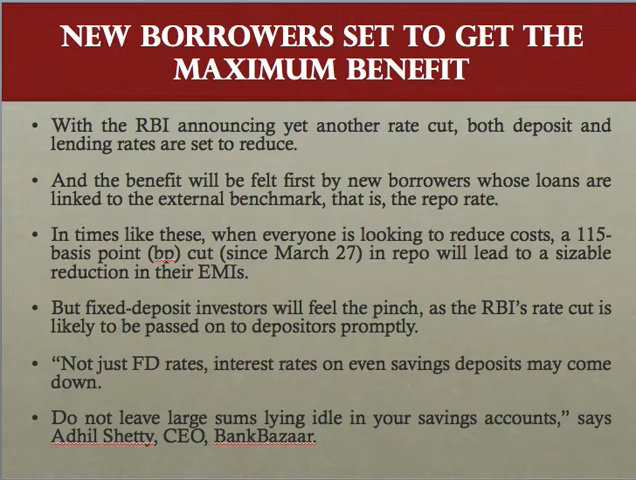 NEW BORROWERS SET TO GET THE
MAXIMUM BENEFIT
• With the RBI announcing yet another rate cut, both deposit and
lending rates are set to reduce.
• And the benefit will be felt first by new borrowers whose loans are
linked to the external benchmark, that is, the repo rate.
• In times like these, when everyone is looking to reduce costs, a 115-
basis point (bp) cut (since March 27) in repo will lead to a sizable
reduction in their EMIs.
• But fixed-deposit investors will feel the pinch, as the RBI's rate cut is
likely to be passed on to depositors promptly.
• “Not just FD rates, interest rates on even savings deposits may come
down.
• Do not leave large sums lying idle in your savings accounts,” says
Adhil Shetty, CEO, BankBazaar.